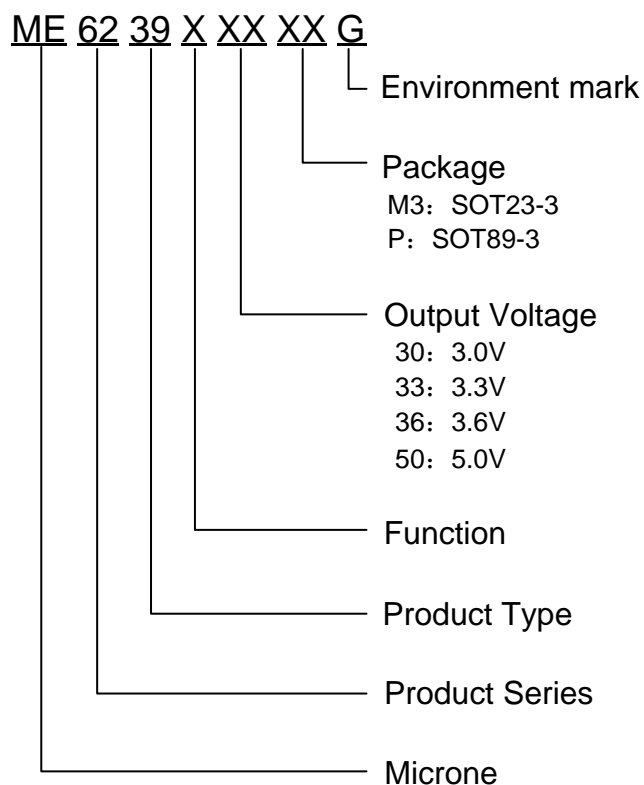 ME 62 39 X XX XX G
Environment mark
Package
M3：SOT23-3
P：SOT89-3
Output Voltage
30：3.0V
33：3.3V
36：3.6V
50：5.0V
Function
Product Type
Product Series
Microne